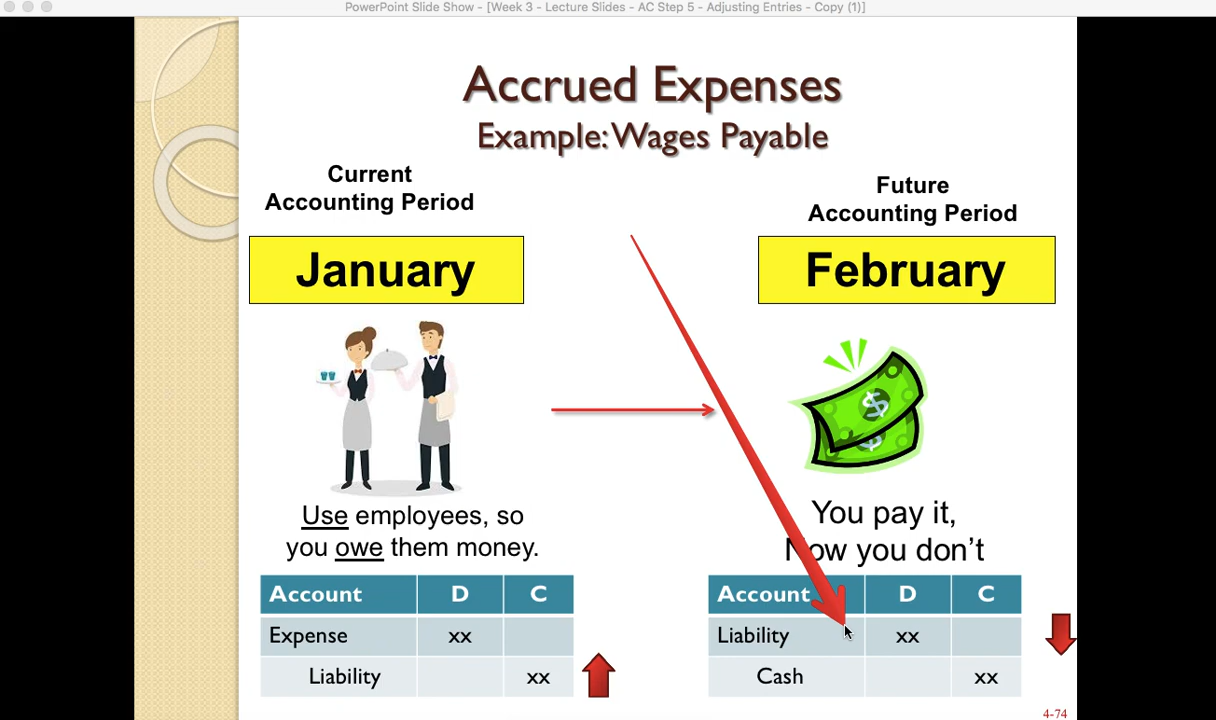 PowerPoint Slide Show - [Week 3 - Lecture Slides - AC Step 5 - Adjusting Entries - Copy (1)]
Accrued Expenses
Example: Wages Payable
Current
Accounting Period
January
Use employees, so
you owe them money.
Account D C
Expense xx
Liability xx
Future
Accounting Period
February
$
$
You pay it,
Now you don't
Account D C
Liability xx
Cash xx
4-74